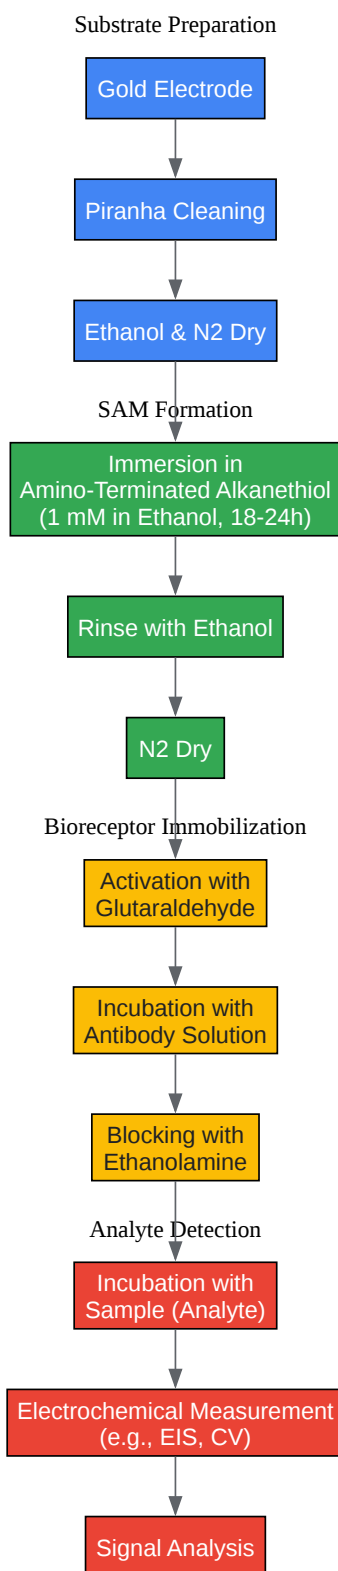 Substrate Preparation
Gold Electrode
Piranha Cleaning
Ethanol & N2 Dry
SAM Formation
Immersion in
Amino-Terminated Alkanethiol
(1 mM in Ethanol, 18-24h)
Rinse with Ethanol
N2 Dry
Bioreceptor Immobilization
Activation with
Glutaraldehyde
Incubation with
Antibody Solution
Blocking with
Ethanolamine
Analyte Detection
Incubation with
Sample (Analyte)
Electrochemical Measurement
(e.g., EIS, CV)
Signal Analysis